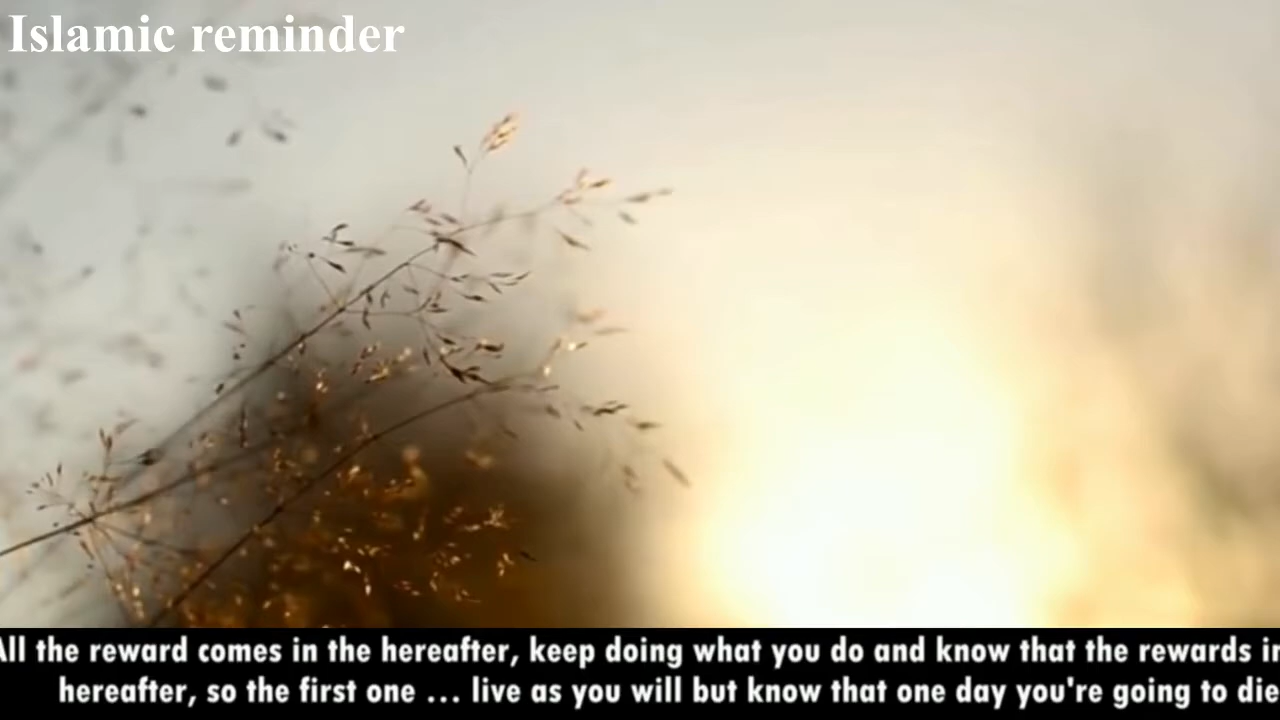 Islamic reminder
All the reward comes in the hereafter, keep doing what you do and know that the rewards in
hereafter, so the first one ... live as you will but know that one day you're going to die